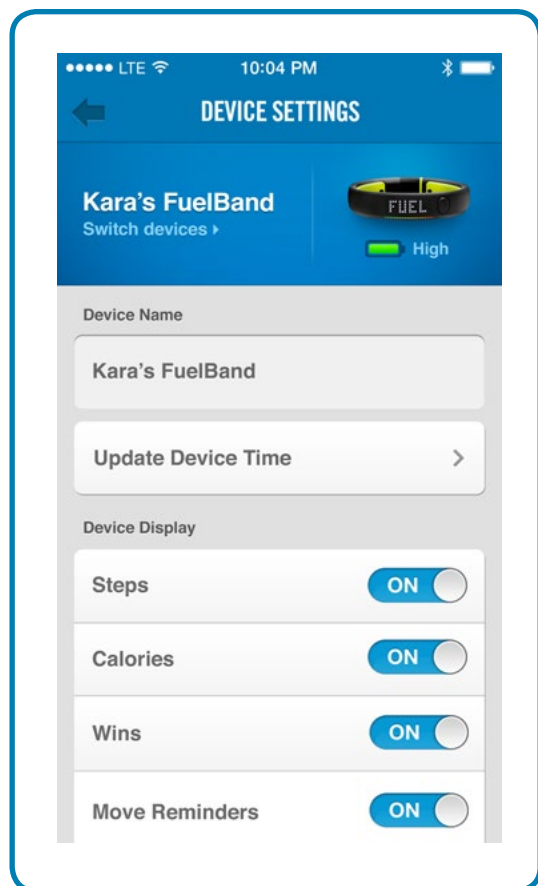 LTE 10:04 PM
DEVICE SETTINGS
Kara’s FuelBand
Switch devices
FUEL
High
Device Name
Kara’s FuelBand
Update Device Time
Device Display
Steps ON
Calories ON
Wins ON
Move Reminders ON